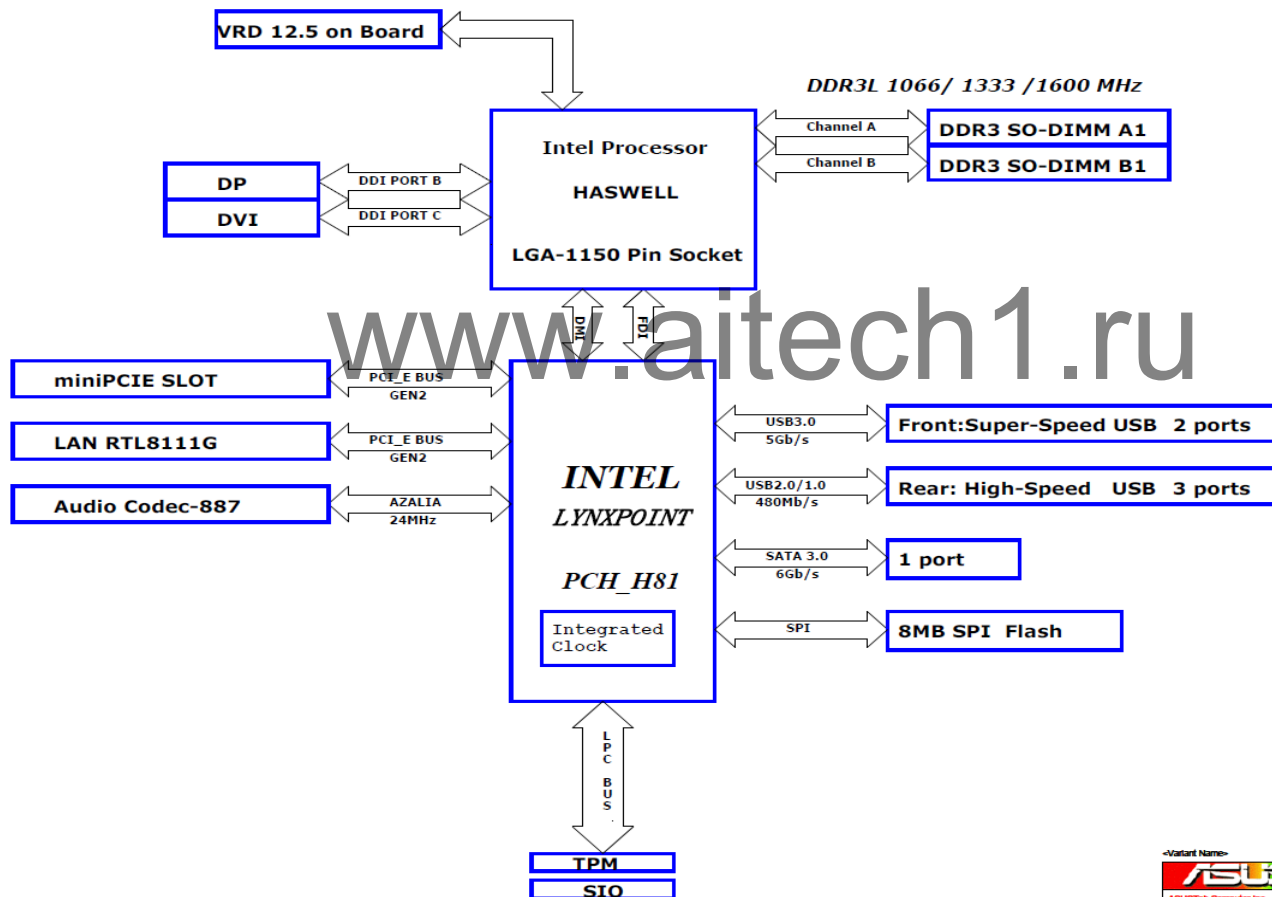 VRD 12.5 on Board
DDR3L 1066/ 1333 /1600 MHz
Intel Processor
HASWELL
LGA-1150 Pin Socket
Channel A
DDR3 SO-DIMM A1
Channel B
DDR3 SO-DIMM B1
DP
DDI PORT B
DVI
DDI PORT C
DMI
FDI
www.aitech1.ru
miniPCIE SLOT
PCI_E BUS
GEN2
LAN RTL8111G
PCI_E BUS
GEN2
Audio Codec-887
AZALIA
24MHz
INTEL
LYNXPOINT
PCH_H81
Integrated
Clock
USB3.0
5Gb/s
Front:Super-Speed USB 2 ports
USB2.0/1.0
480Mb/s
Rear: High-Speed USB 3 ports
SATA 3.0
6Gb/s
1 port
SPI
8MB SPI Flash
LPC BUS
TPM
SIO
<Variant Name>
ASUS